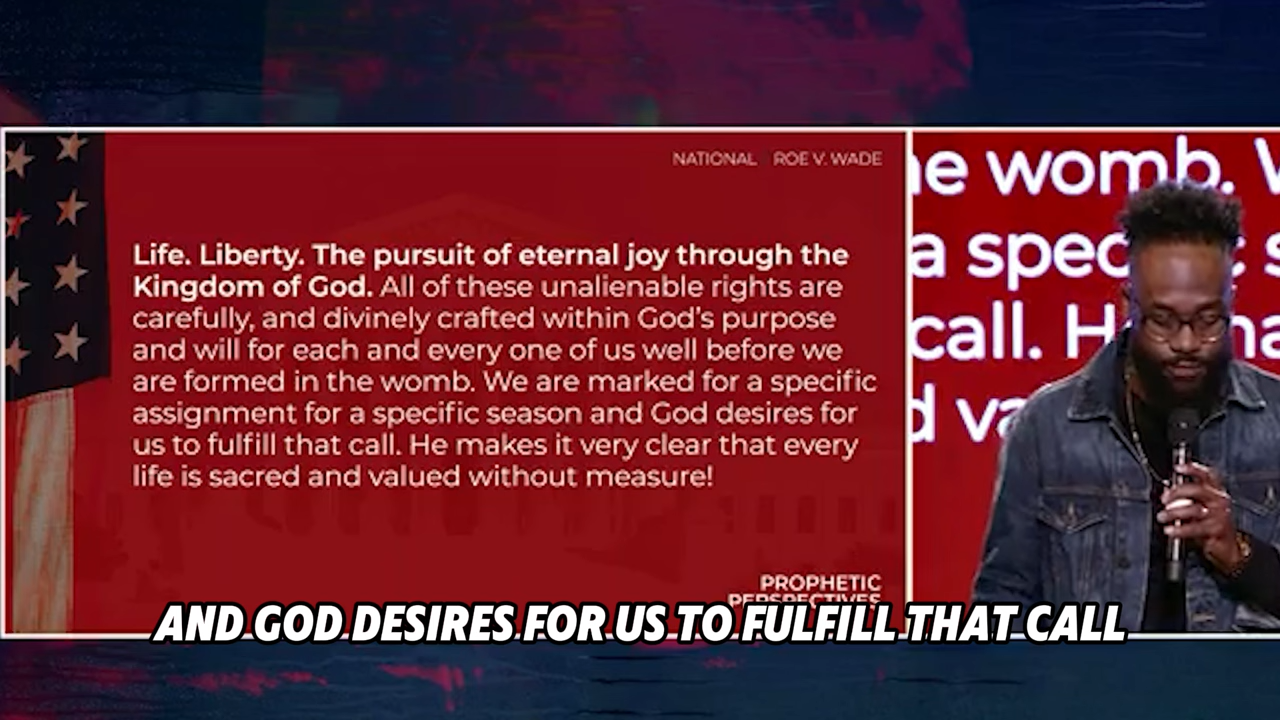 NATIONAL ROE V. WADE
Life. Liberty. The pursuit of eternal joy through the
Kingdom of God. All of these unalienable rights are
carefully, and divinely crafted within God's purpose
and will for each and every one of us well before we
are formed in the womb. We are marked for a specific
assignment for a specific season and God desires for
us to fulfill that call. He makes it very clear that every
life is sacred and valued without measure!
PROPHETIC
PERSPECTIVES
he womb. W
a spec c s
call. H ma
d va
AND GOD DESIRES FOR US TO FULFILL THAT CALL